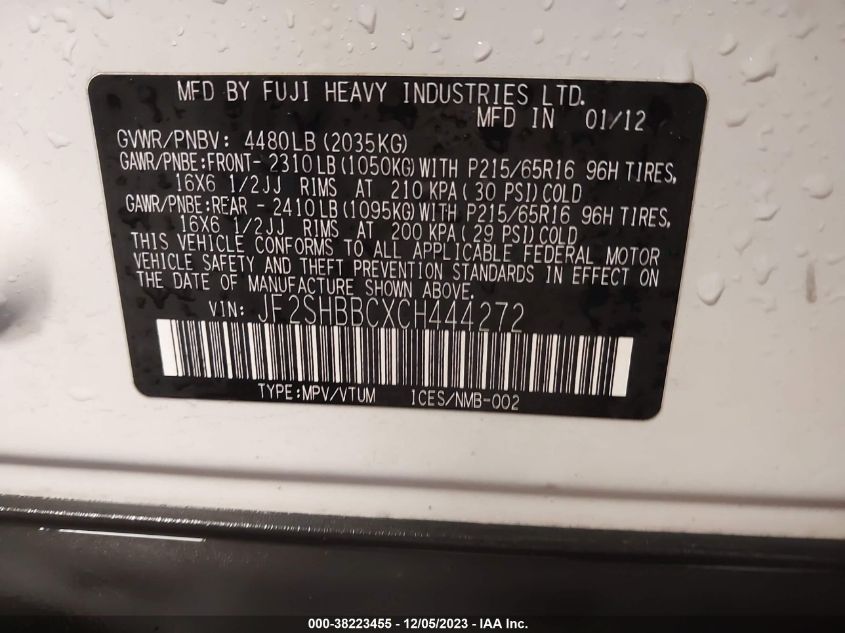 MFD BY FUJI HEAVY INDUSTRIES LTD.
MFD IN 01/12
GVWR/PNBV: 4480LB(2035KG)
GAWR/PNBE:FRONT- 2310LB(1050KG)WITH P215/65R16 96H TIRES,
16X6 1/2JJ RIMS AT 210 KPA( 30 PSI)COLD
GAWR/PNBE:REAR - 2410LB(1095KG)WITH P215/65R16 96H TIRES,
16X6 1/2JJ RIMS AT 200 KPA( 29 PSI)COLD
THIS VEHICLE CONFORMS TO ALL APPLICABLE FEDERAL MOTOR
VEHICLE SAFETY AND THEFT PREVENTION STANDARDS IN EFFECT ON
THE DATE OF MANUFACTURE SHOWN ABOVE.
VIN: JF2SHBBCXCH444272
TYPE:MPV/VTUM ICES/NMB-002
000-38223455 - 12/05/2023 - IAA Inc.